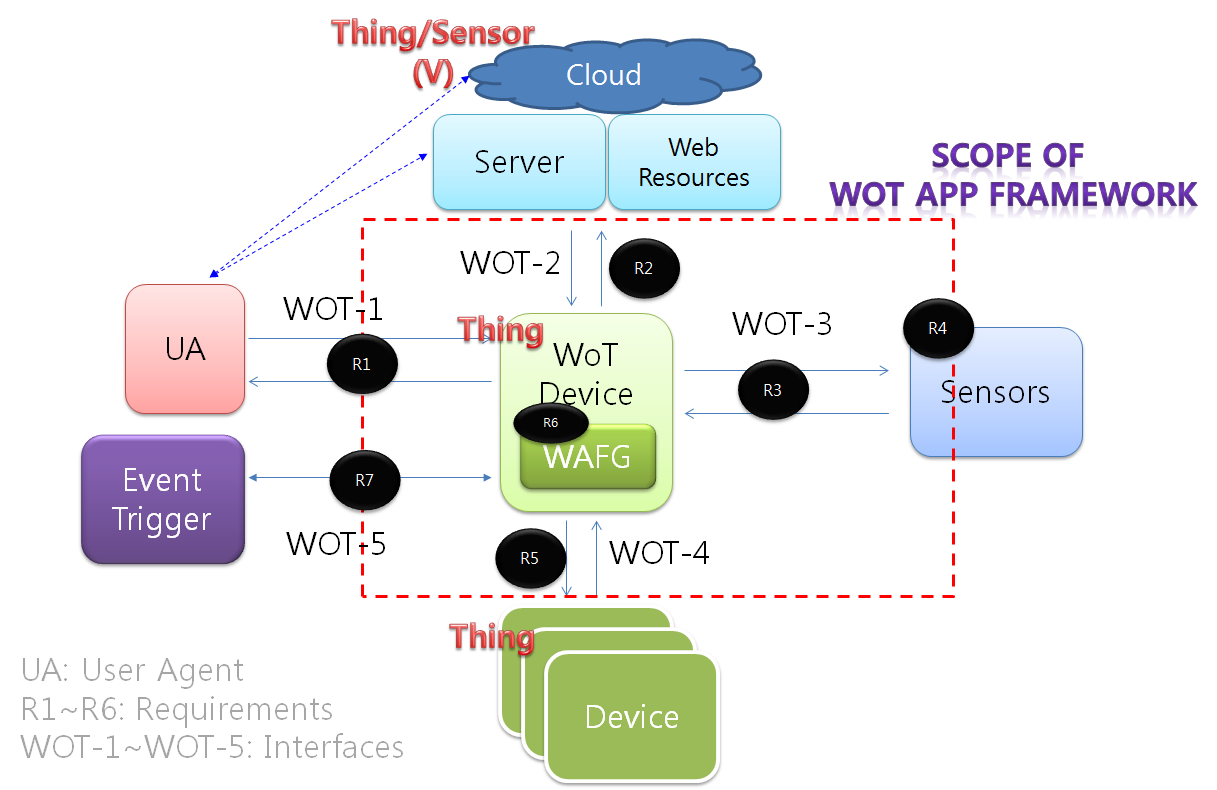 Thing/Sensor
(V)
Cloud
Server
Web
Resources
SCOPE OF
WOT APP FRAMEWORK
WOT-2
R2
UA
WOT-1
R1
Thing
WoT
Device
R6
WAFG
WOT-3
R3
R4
Sensors
Event
Trigger
R7
WOT-5
R5
WOT-4
Thing
Device
UA: User Agent
R1~R6: Requirements
WOT-1~WOT-5: Interfaces